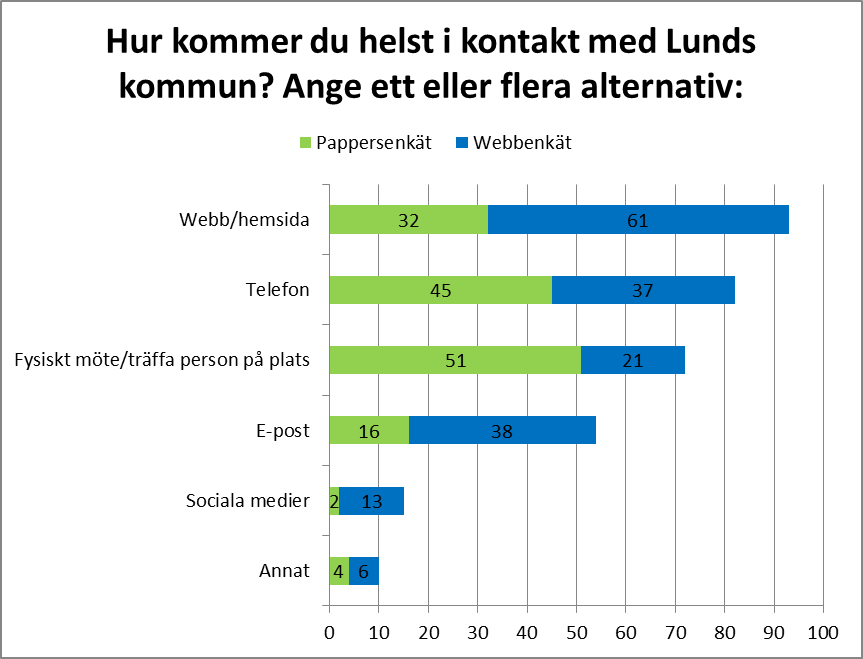 Hur kommer du helst i kontakt med Lunds
kommun? Ange ett eller flera alternativ:
Pappersenkät Webbenkät
Webb/hemsida 32 61
Telefon 45 37
Fysiskt möte/träffa person på plats 51 21
E-post 16 38
Sociala medier 2 13
Annat 4 6
0 10 20 30 40 50 60 70 80 90 100